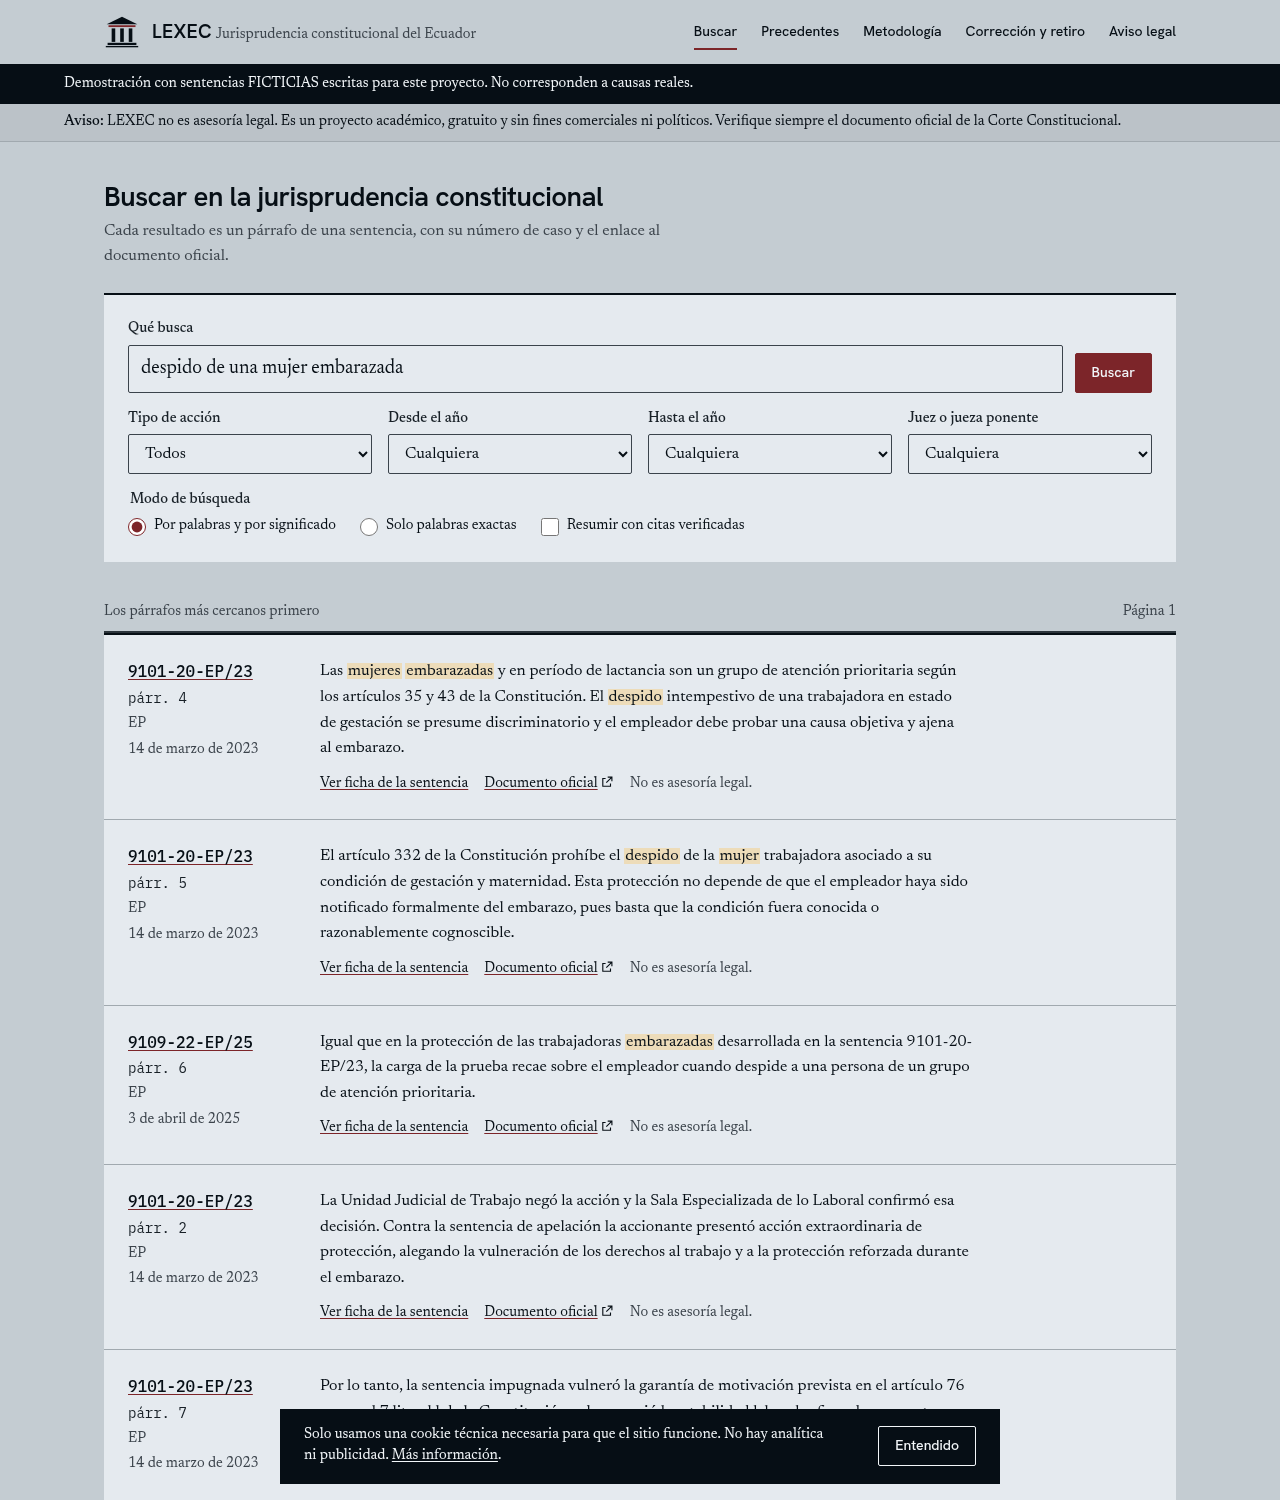 LEXEC Jurisprudencia constitucional del Ecuador
Buscar
Precedentes
Metodología
Corrección y retiro
Aviso legal
Demostración con sentencias FICTICIAS escritas para este proyecto. No corresponden a causas reales.
Aviso: LEXEC no es asesoría legal. Es un proyecto académico, gratuito y sin fines comerciales ni políticos. Verifique siempre el documento oficial de la Corte Constitucional.
Buscar en la jurisprudencia constitucional
Cada resultado es un párrafo de una sentencia, con su número de caso y el enlace al
documento oficial.
Qué busca
despido de una mujer embarazada
Buscar
Tipo de acción
Desde el año
Hasta el año
Juez o jueza ponente
Todos
Cualquiera
Cualquiera
Cualquiera
Modo de búsqueda
Por palabras y por significado
Solo palabras exactas
Resumir con citas verificadas
Los párrafos más cercanos primero
Página 1
9101-20-EP/23
párr. 4
EP
14 de marzo de 2023
Las mujeres embarazadas y en período de lactancia son un grupo de atención prioritaria según
los artículos 35 y 43 de la Constitución. El despido intempestivo de una trabajadora en estado
de gestación se presume discriminatorio y el empleador debe probar una causa objetiva y ajena
al embarazo.
Ver ficha de la sentencia
Documento oficial
No es asesoría legal.
9101-20-EP/23
párr. 5
EP
14 de marzo de 2023
El artículo 332 de la Constitución prohíbe el despido de la mujer trabajadora asociado a su
condición de gestación y maternidad. Esta protección no depende de que el empleador haya sido
notificado formalmente del embarazo, pues basta que la condición fuera conocida o
razonablemente cognoscible.
Ver ficha de la sentencia
Documento oficial
No es asesoría legal.
9109-22-EP/25
párr. 6
EP
3 de abril de 2025
Igual que en la protección de las trabajadoras embarazadas desarrollada en la sentencia 9101-20-
EP/23, la carga de la prueba recae sobre el empleador cuando despide a una persona de un grupo
de atención prioritaria.
Ver ficha de la sentencia
Documento oficial
No es asesoría legal.
9101-20-EP/23
párr. 2
EP
14 de marzo de 2023
La Unidad Judicial de Trabajo negó la acción y la Sala Especializada de lo Laboral confirmó esa
decisión. Contra la sentencia de apelación la accionante presentó acción extraordinaria de
protección, alegando la vulneración de los derechos al trabajo y a la protección reforzada durante
el embarazo.
Ver ficha de la sentencia
Documento oficial
No es asesoría legal.
9101-20-EP/23
párr. 7
EP
14 de marzo de 2023
Por lo tanto, la sentencia impugnada vulneró la garantía de motivación prevista en el artículo 76
Solo usamos una cookie técnica necesaria para que el sitio funcione. No hay analítica
ni publicidad. Más información.
Entendido